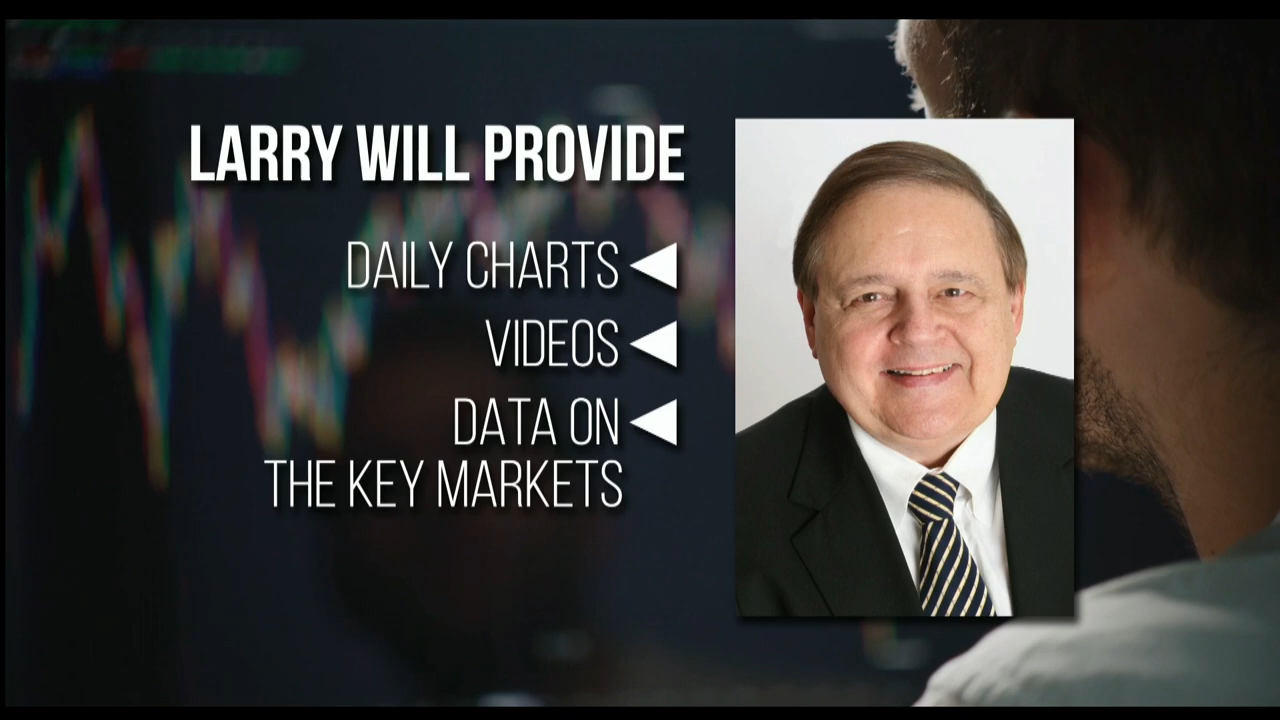 LARRY WILL PROVIDE
DAILY CHARTS
VIDEOS
DATA ON
THE KEY MARKETS